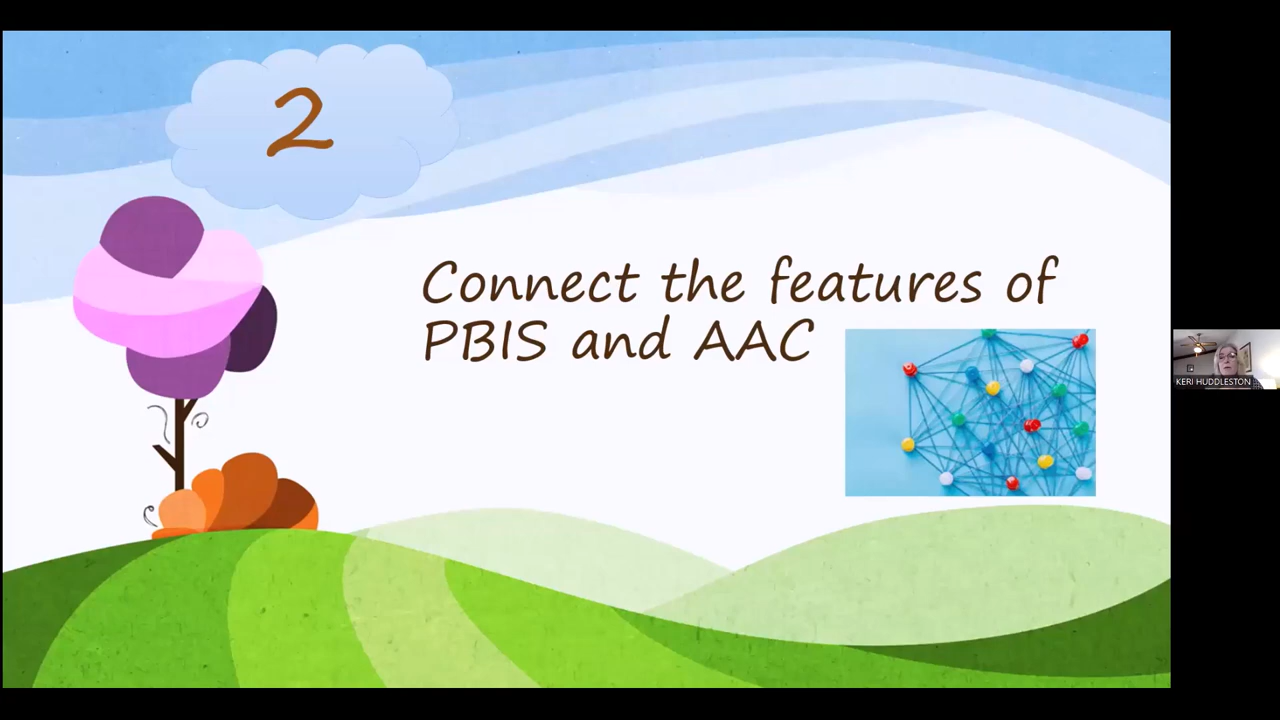 2
Connect the features of
PBIS and AAC
KERI HUDDLESTON